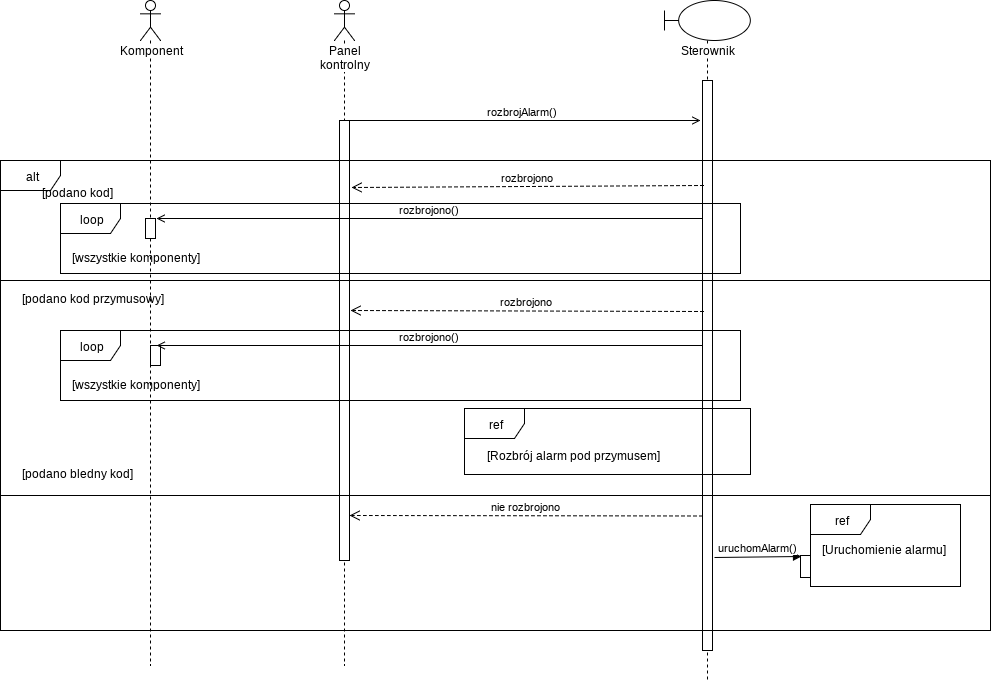 Komponent
Panel
kontrolny
Sterownik
rozbrojAlarm()
alt
rozbrojono
[podano kod]
rozbrojono()
loop
[wszystkie komponenty]
[podano kod przymusowy]
rozbrojono
rozbrojono()
loop
[wszystkie komponenty]
ref
[Rozbrój alarm pod przymusem]
[podano bledny kod]
nie rozbrojono
ref
uruchomAlarm()
[Uruchomienie alarmu]